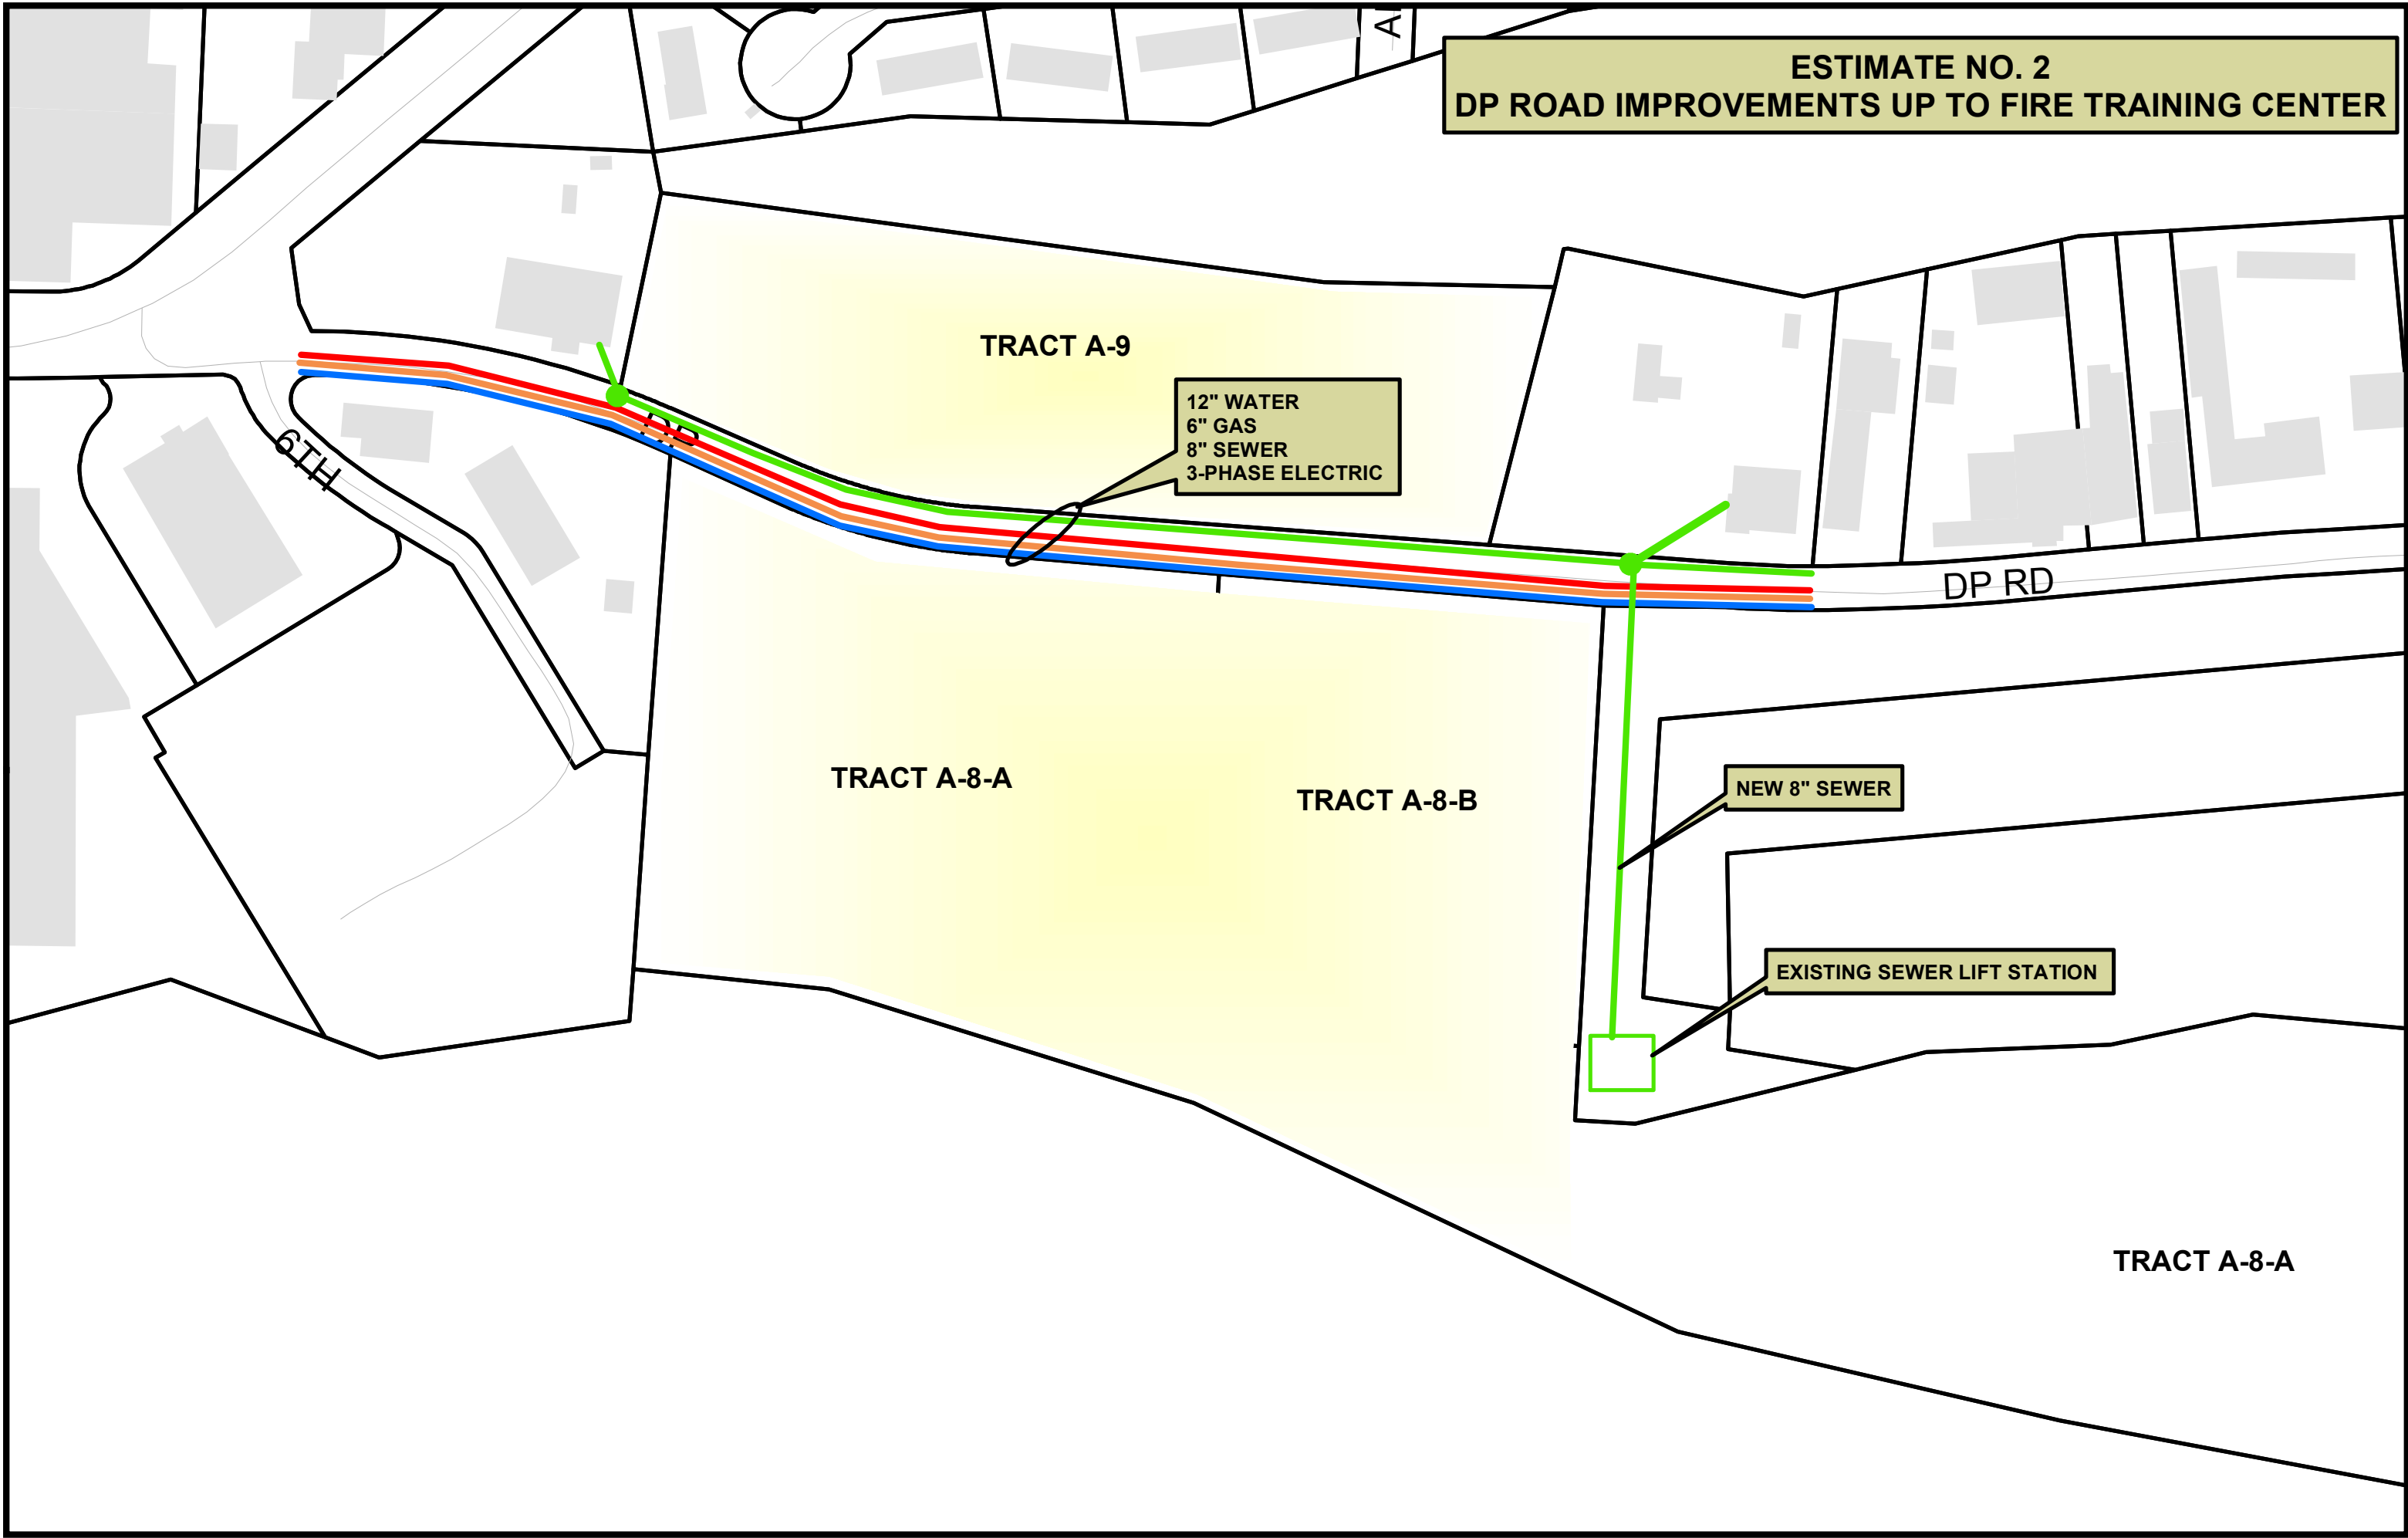 ESTIMATE NO. 2
DP ROAD IMPROVEMENTS UP TO FIRE TRAINING CENTER
TRACT A-9
12" WATER
6" GAS
8" SEWER
3-PHASE ELECTRIC
6TH
DP RD
TRACT A-8-A
TRACT A-8-B
NEW 8" SEWER
EXISTING SEWER LIFT STATION
TRACT A-8-A